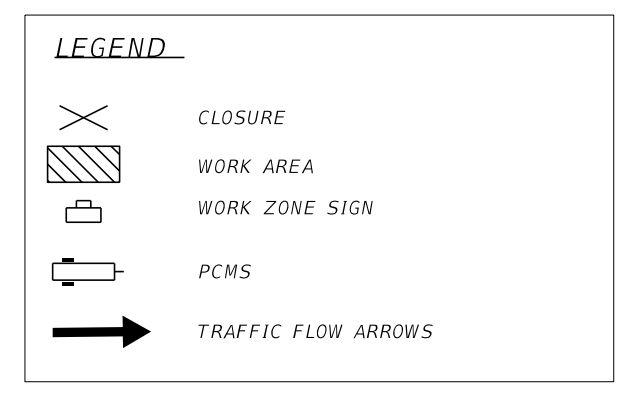 LEGEND
CLOSURE
WORK AREA
WORK ZONE SIGN
PCMS
TRAFFIC FLOW ARROWS